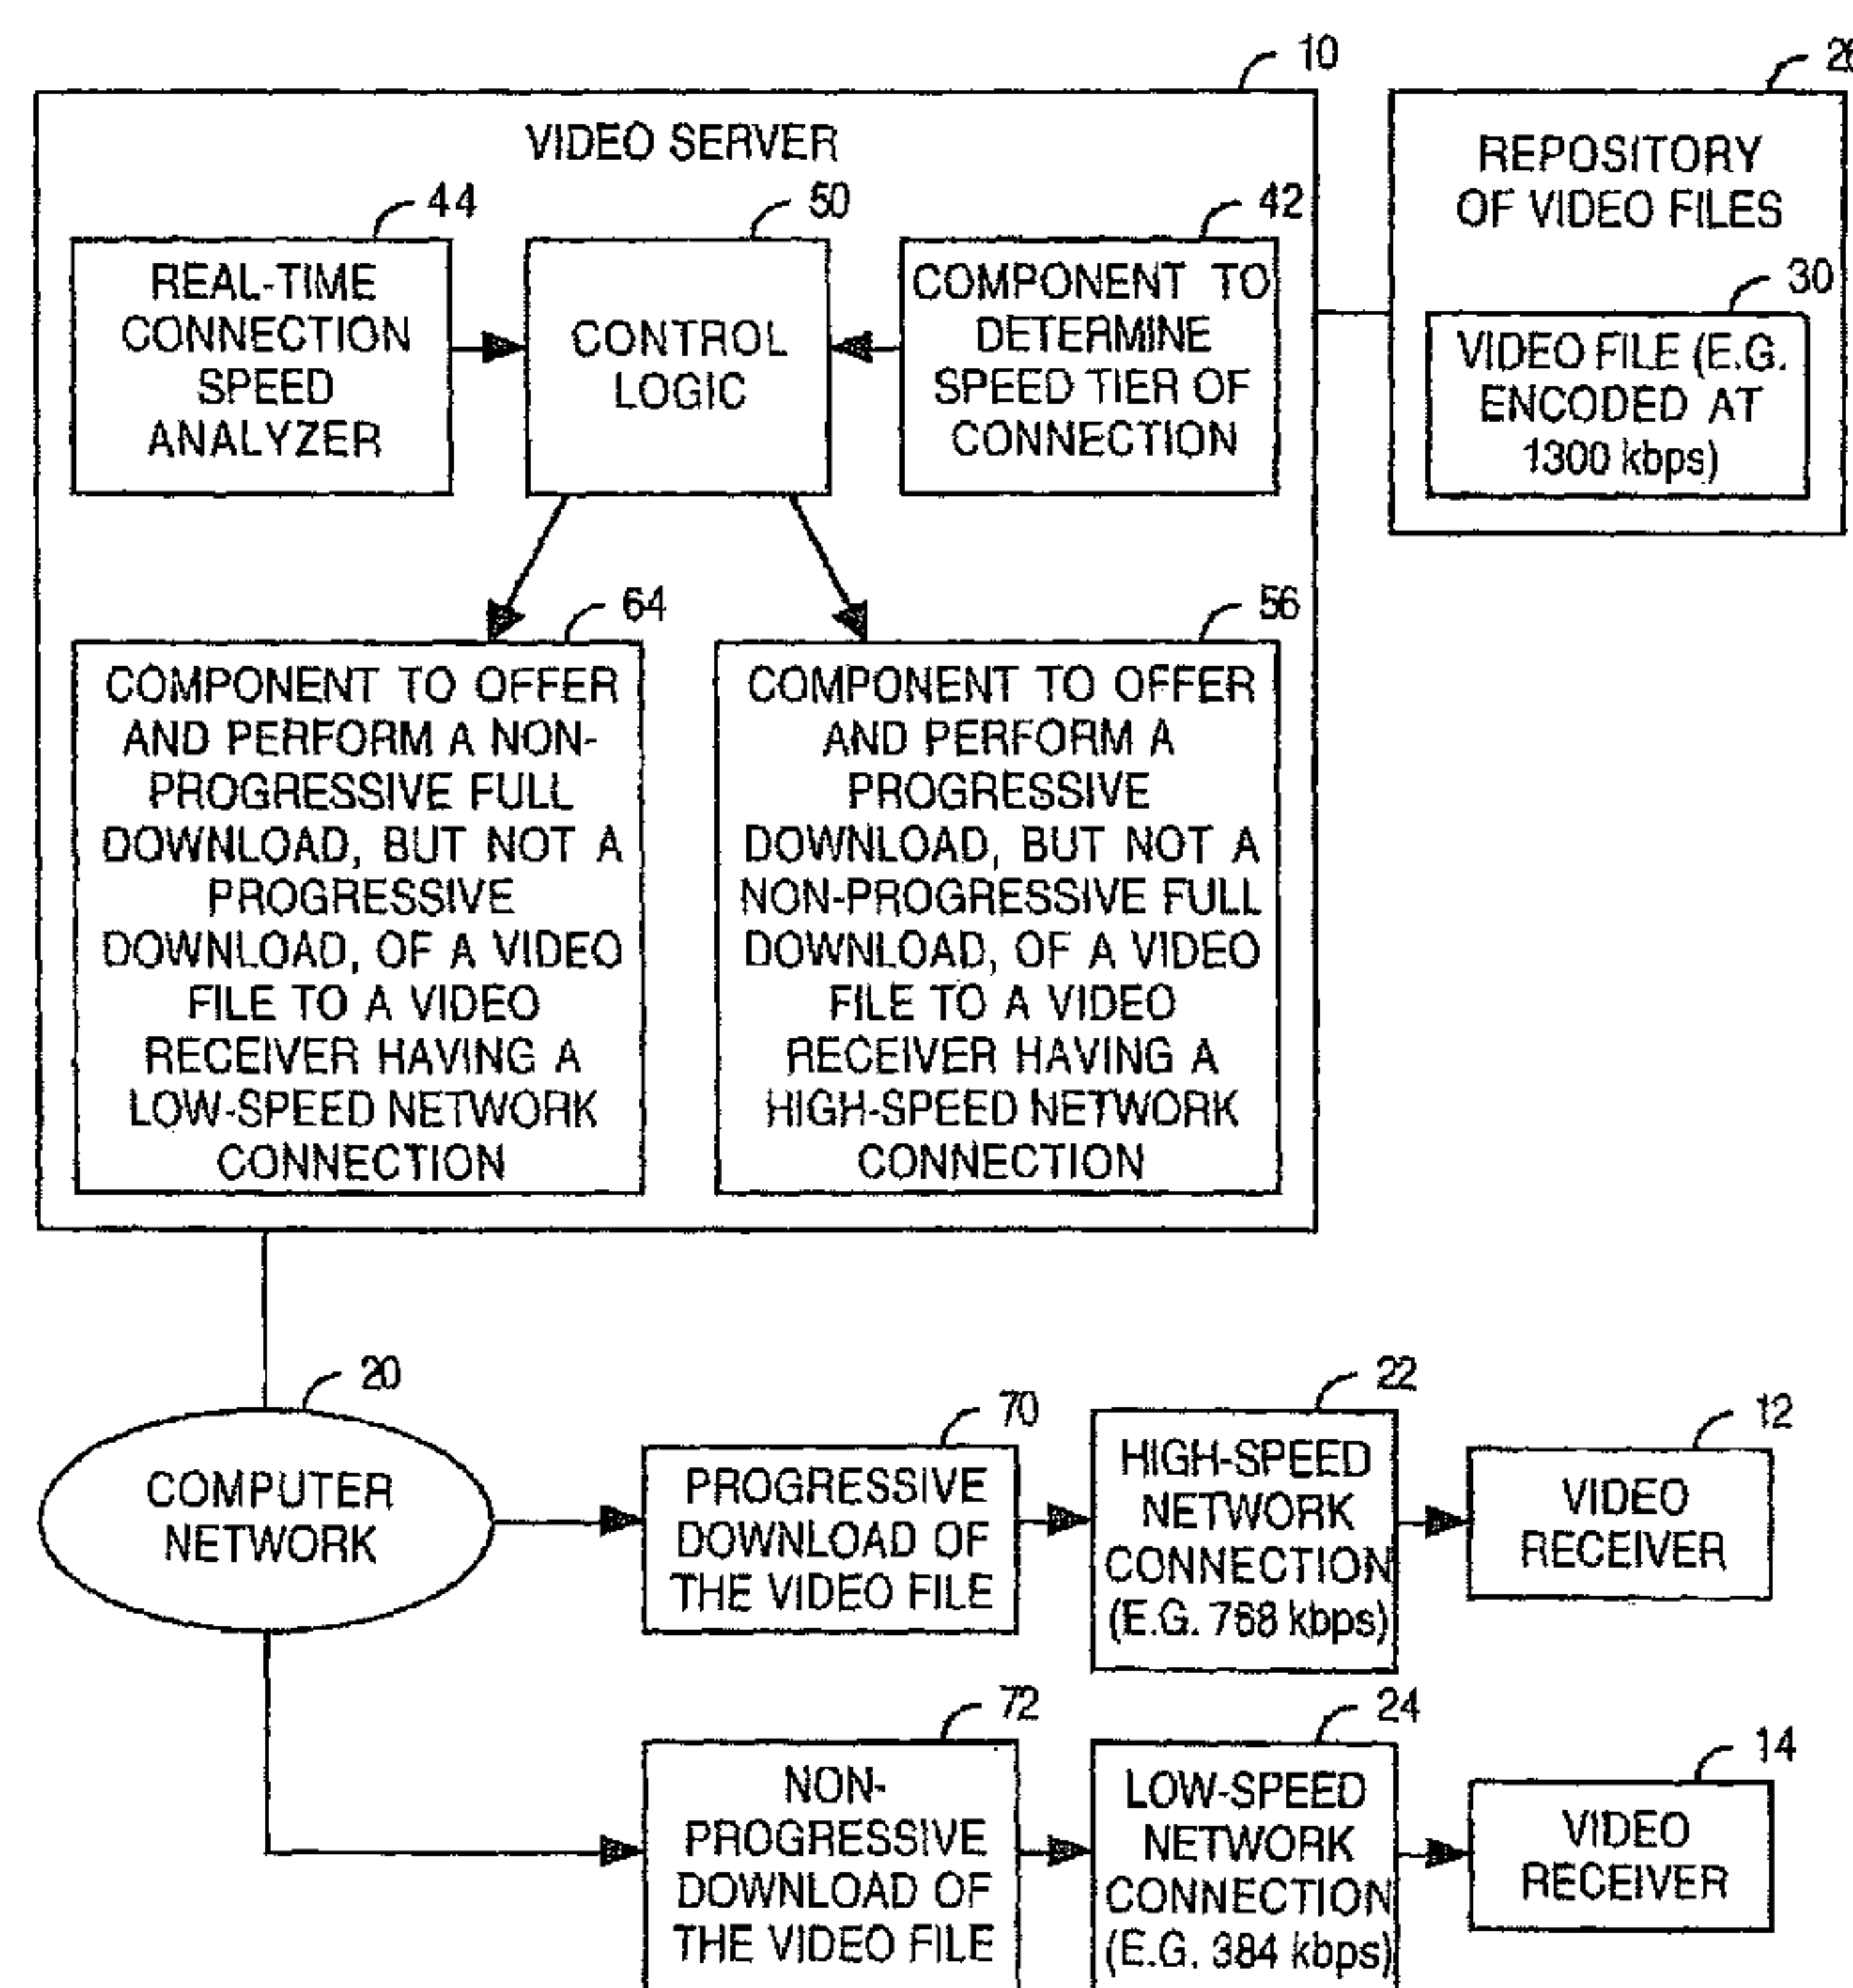 10
VIDEO SERVER
44
REAL-TIME
CONNECTION
SPEED
ANALYZER
50
CONTROL
LOGIC
42
COMPONENT TO
DETERMINE
SPEED TIER OF
CONNECTION
REPOSITORY
OF VIDEO FILES
30
VIDEO FILE (E.G.
ENCODED AT
1300 kbps)
64
COMPONENT TO OFFER
AND PERFORM A NON-
PROGRESSIVE FULL
DOWNLOAD, BUT NOT A
PROGRESSIVE
DOWNLOAD, OF A VIDEO
FILE TO A VIDEO
RECEIVER HAVING A
LOW-SPEED NETWORK
CONNECTION
56
COMPONENT TO OFFER
AND PERFORM A
PROGRESSIVE
DOWNLOAD, BUT NOT A
NON-PROGRESSIVE FULL
DOWNLOAD, OF A VIDEO
FILE TO A VIDEO
RECEIVER HAVING A
HIGH-SPEED NETWORK
CONNECTION
20
COMPUTER
NETWORK
70
PROGRESSIVE
DOWNLOAD OF
THE VIDEO FILE
22
HIGH-SPEED
NETWORK
CONNECTION
(E.G. 768 kbps)
12
VIDEO
RECEIVER
72
NON-
PROGRESSIVE
DOWNLOAD OF
THE VIDEO FILE
24
LOW-SPEED
NETWORK
CONNECTION
(E.G. 384 kbps)
14
VIDEO
RECEIVER